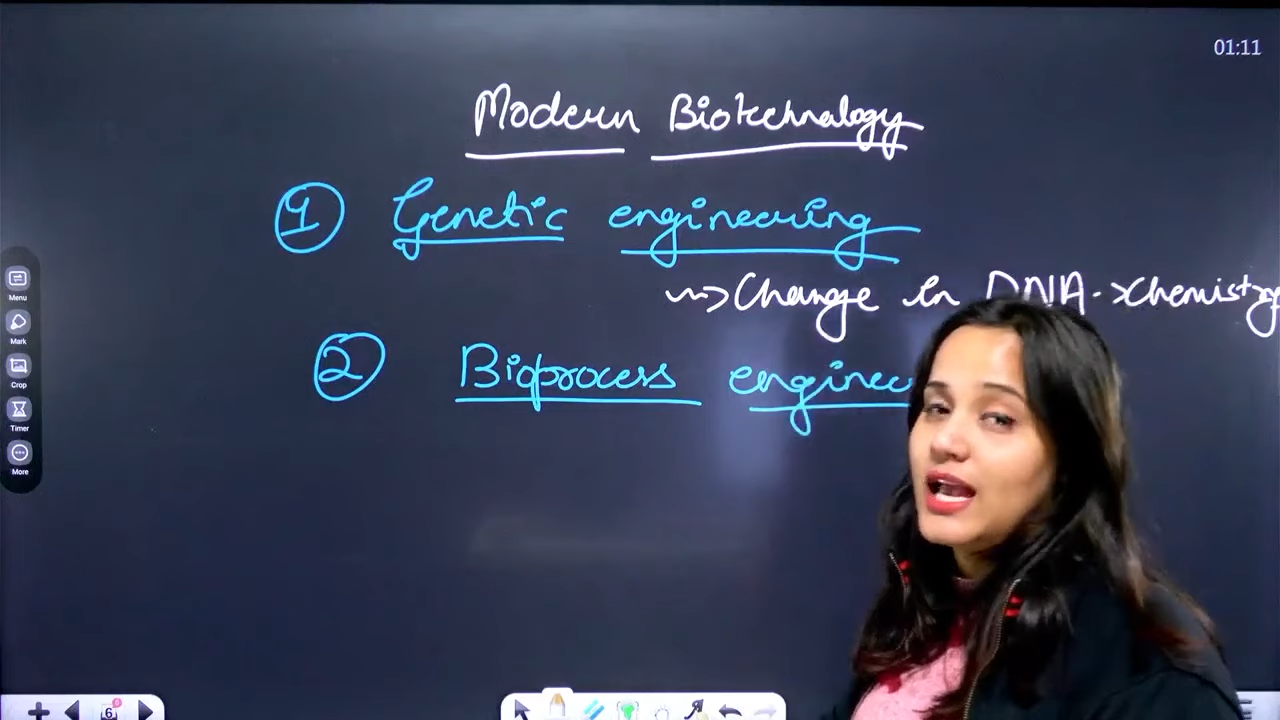 01:11
Modern Biotechnology
1 Genetic engineering
~> Change in DNA -> Chemistry
2 Bioprocess enginee
Menu
Mark
Crop
Timer
More
6